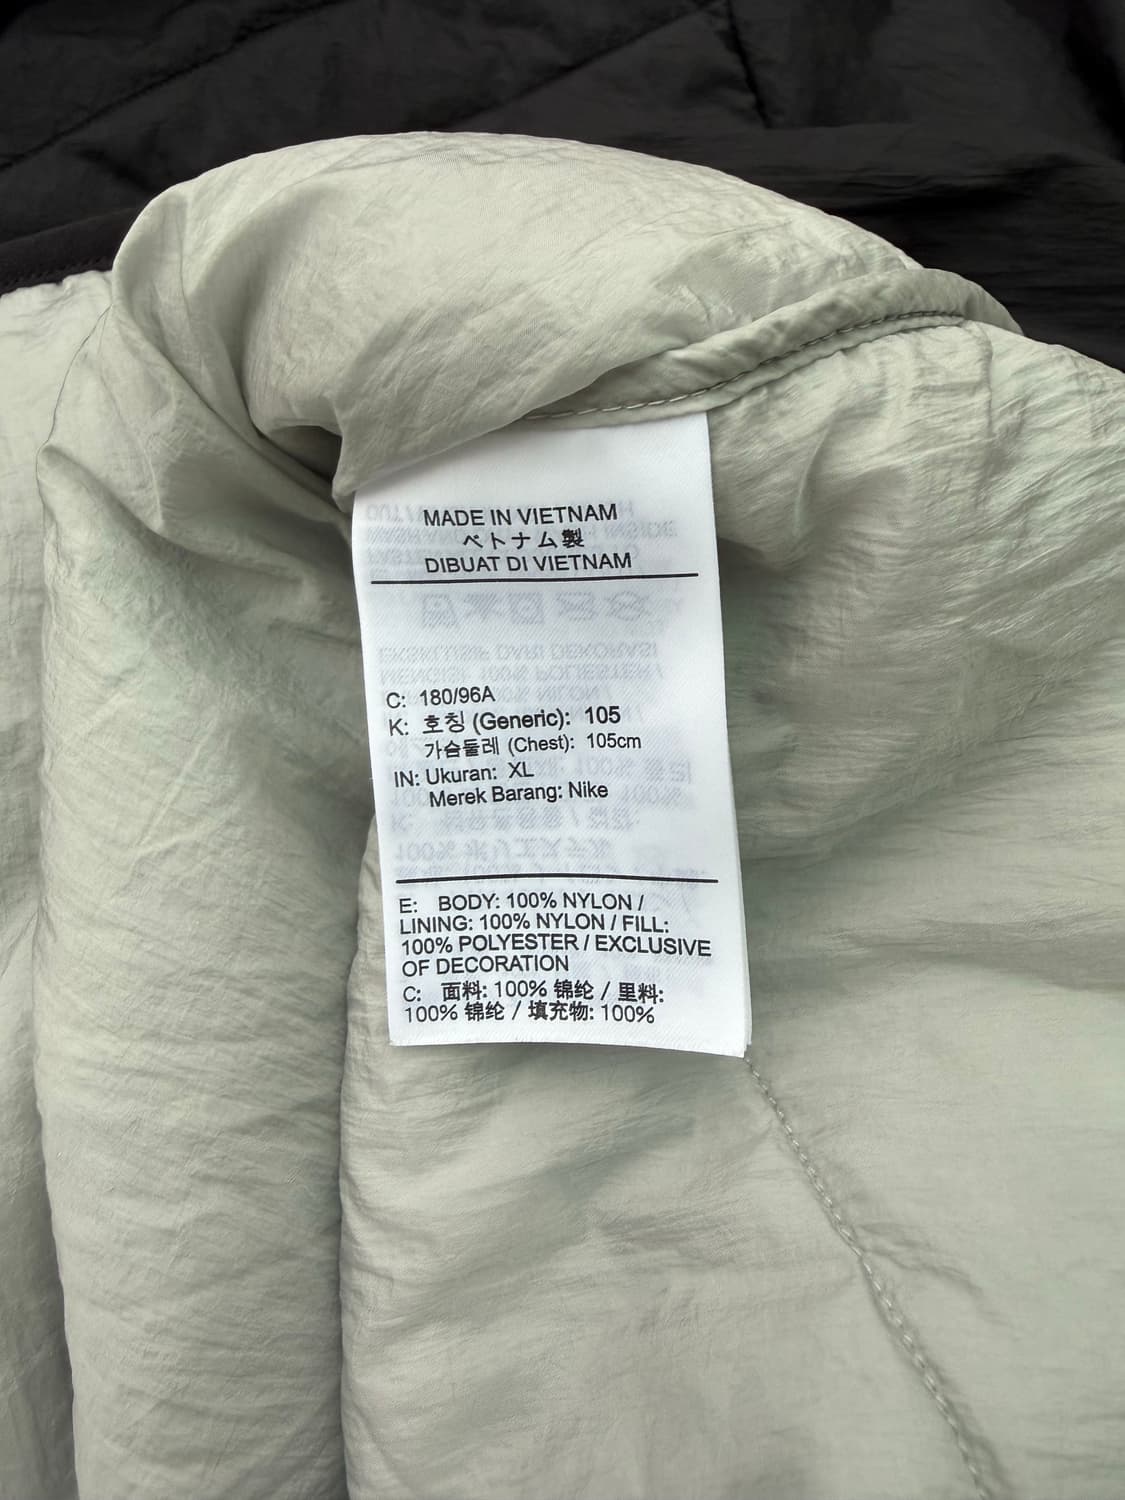 MADE IN VIETNAM
ベトナム製
DIBUAT DI VIETNAM
C: 180/96A
K: 호칭 (Generic): 105
가슴둘레 (Chest): 105cm
IN: Ukuran: XL
Merek Barang: Nike
E: BODY: 100% NYLON /
LINING: 100% NYLON / FILL:
100% POLYESTER / EXCLUSIVE
OF DECORATION
C: 面料: 100% 锦纶 / 里料:
100% 锦纶 / 填充物: 100%